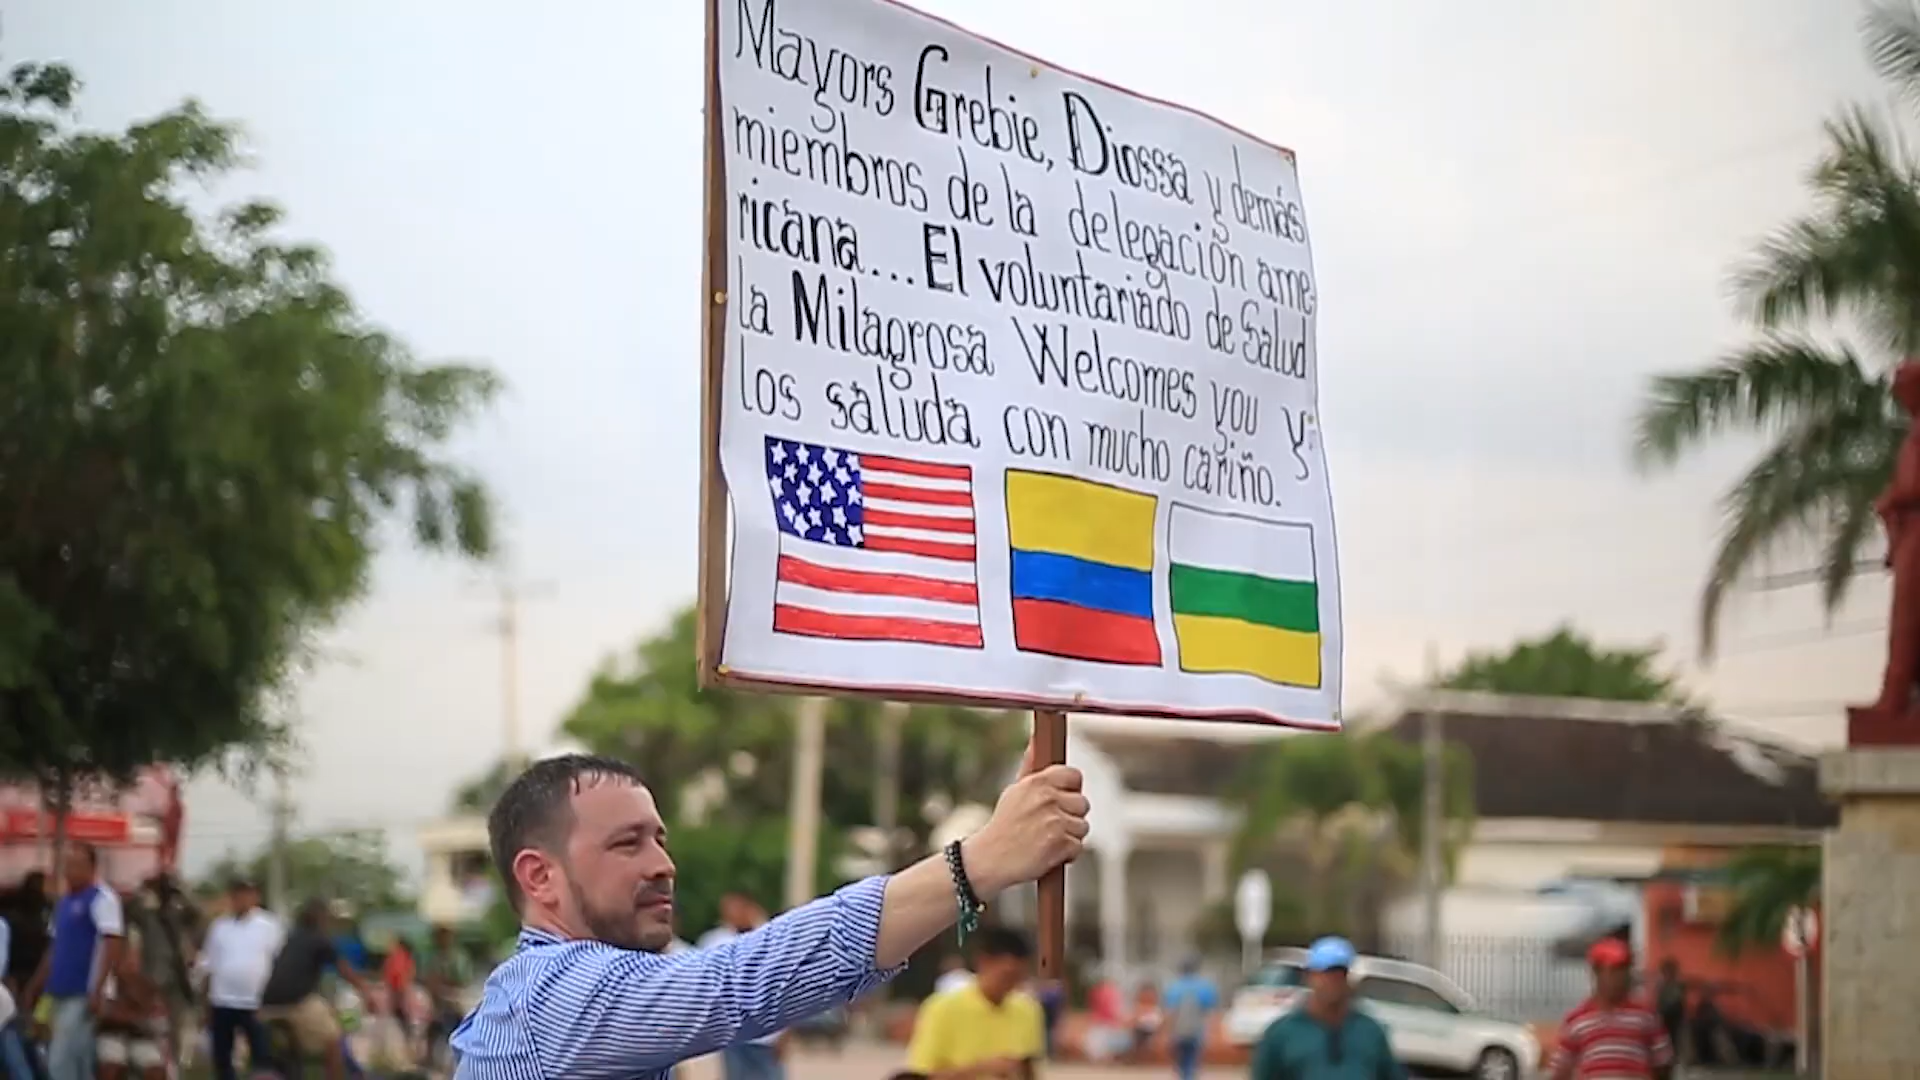 Mayors Grebie, Diossa y demás
miembros de la delegación ame-
ricana... El voluntariado de Salud
la Milagrosa Welcomes you y
los saluda con mucho cariño.